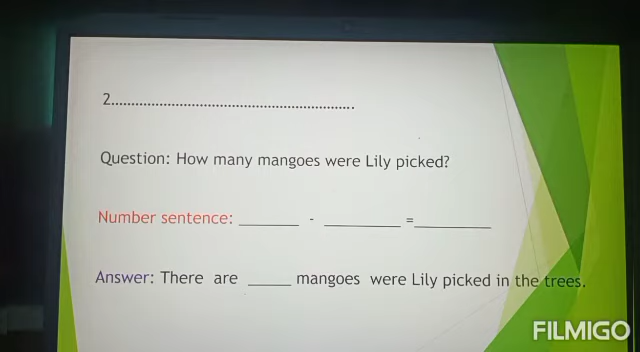 2.............................................................
Question: How many mangoes were Lily picked?
Number sentence: _______ - _________ =_________
Answer: There are _____ mangoes were Lily picked in the trees.
FILMIGO